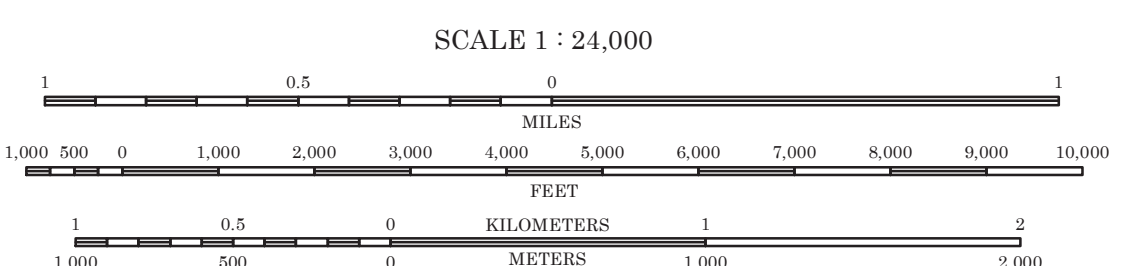 SCALE 1 : 24,000
1 0.5 0 1
MILES
1,000 500 0 1,000 2,000 3,000 4,000 5,000 6,000 7,000 8,000 9,000 10,000
FEET
1 0.5 0 KILOMETERS 1 2
1,000 500 0 METERS 1,000 2,000